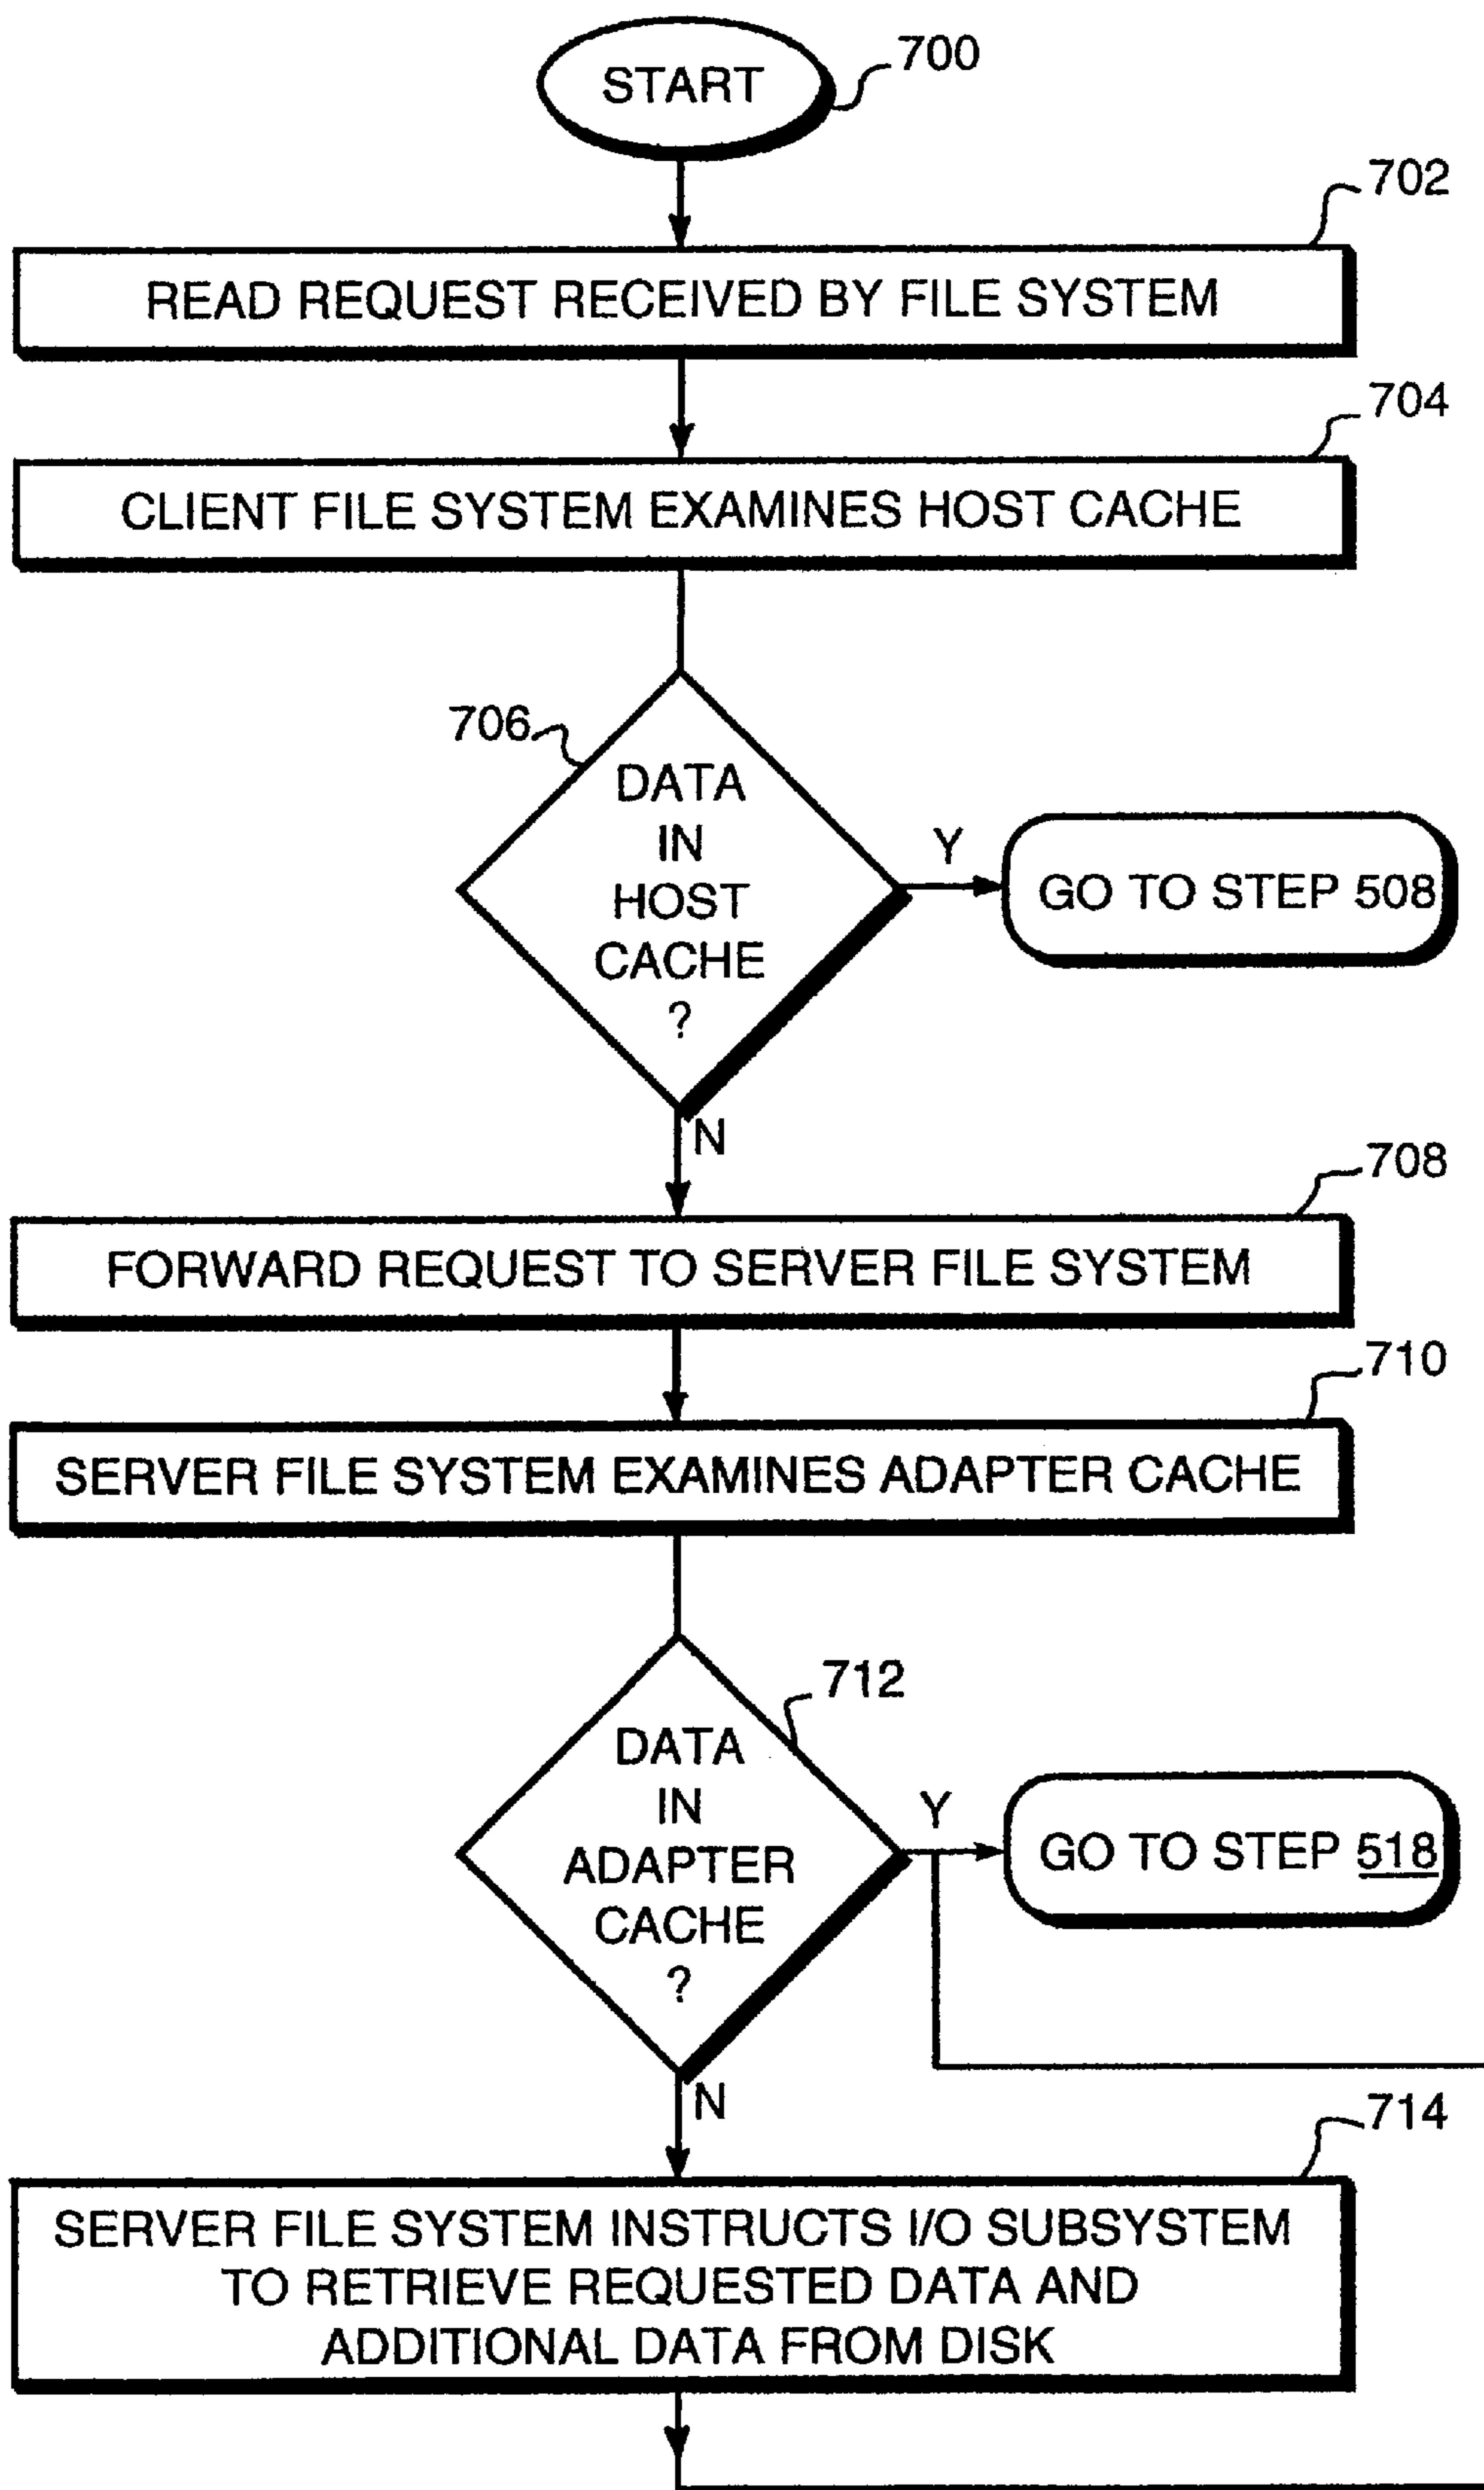 START
700
702
READ REQUEST RECEIVED BY FILE SYSTEM
704
CLIENT FILE SYSTEM EXAMINES HOST CACHE
706
DATA
IN
HOST
CACHE
?
Y
GO TO STEP 508
N
708
FORWARD REQUEST TO SERVER FILE SYSTEM
710
SERVER FILE SYSTEM EXAMINES ADAPTER CACHE
712
DATA
IN
ADAPTER
CACHE
?
Y
GO TO STEP 518
N
714
SERVER FILE SYSTEM INSTRUCTS I/O SUBSYSTEM
TO RETRIEVE REQUESTED DATA AND
ADDITIONAL DATA FROM DISK